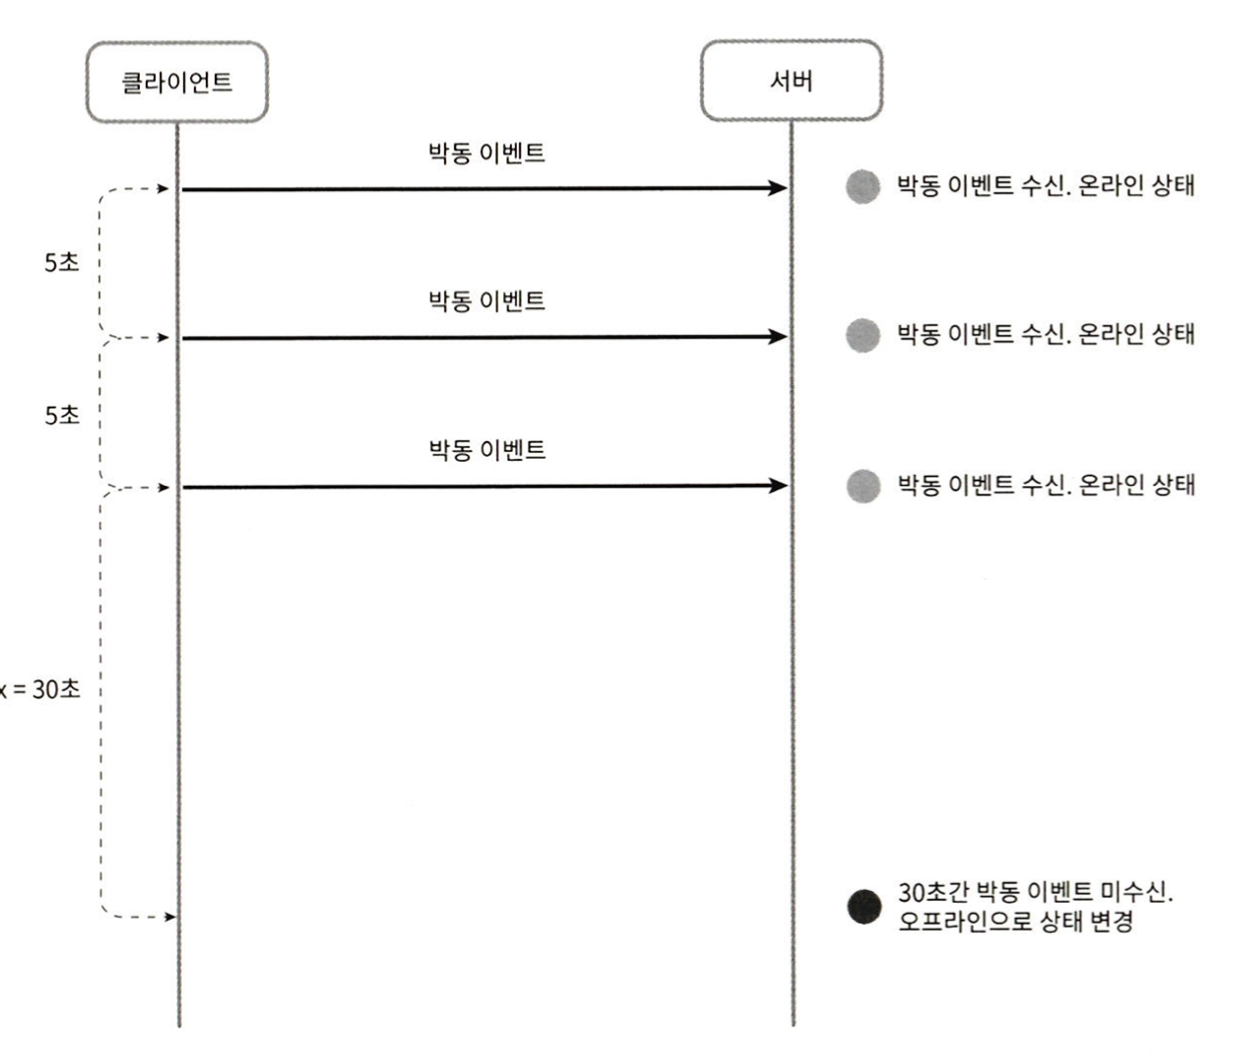 클라이언트
서버
박동 이벤트
박동 이벤트 수신. 온라인 상태
5초
박동 이벤트
박동 이벤트 수신. 온라인 상태
5초
박동 이벤트
박동 이벤트 수신. 온라인 상태
x = 30초
30초간 박동 이벤트 미수신.
오프라인으로 상태 변경